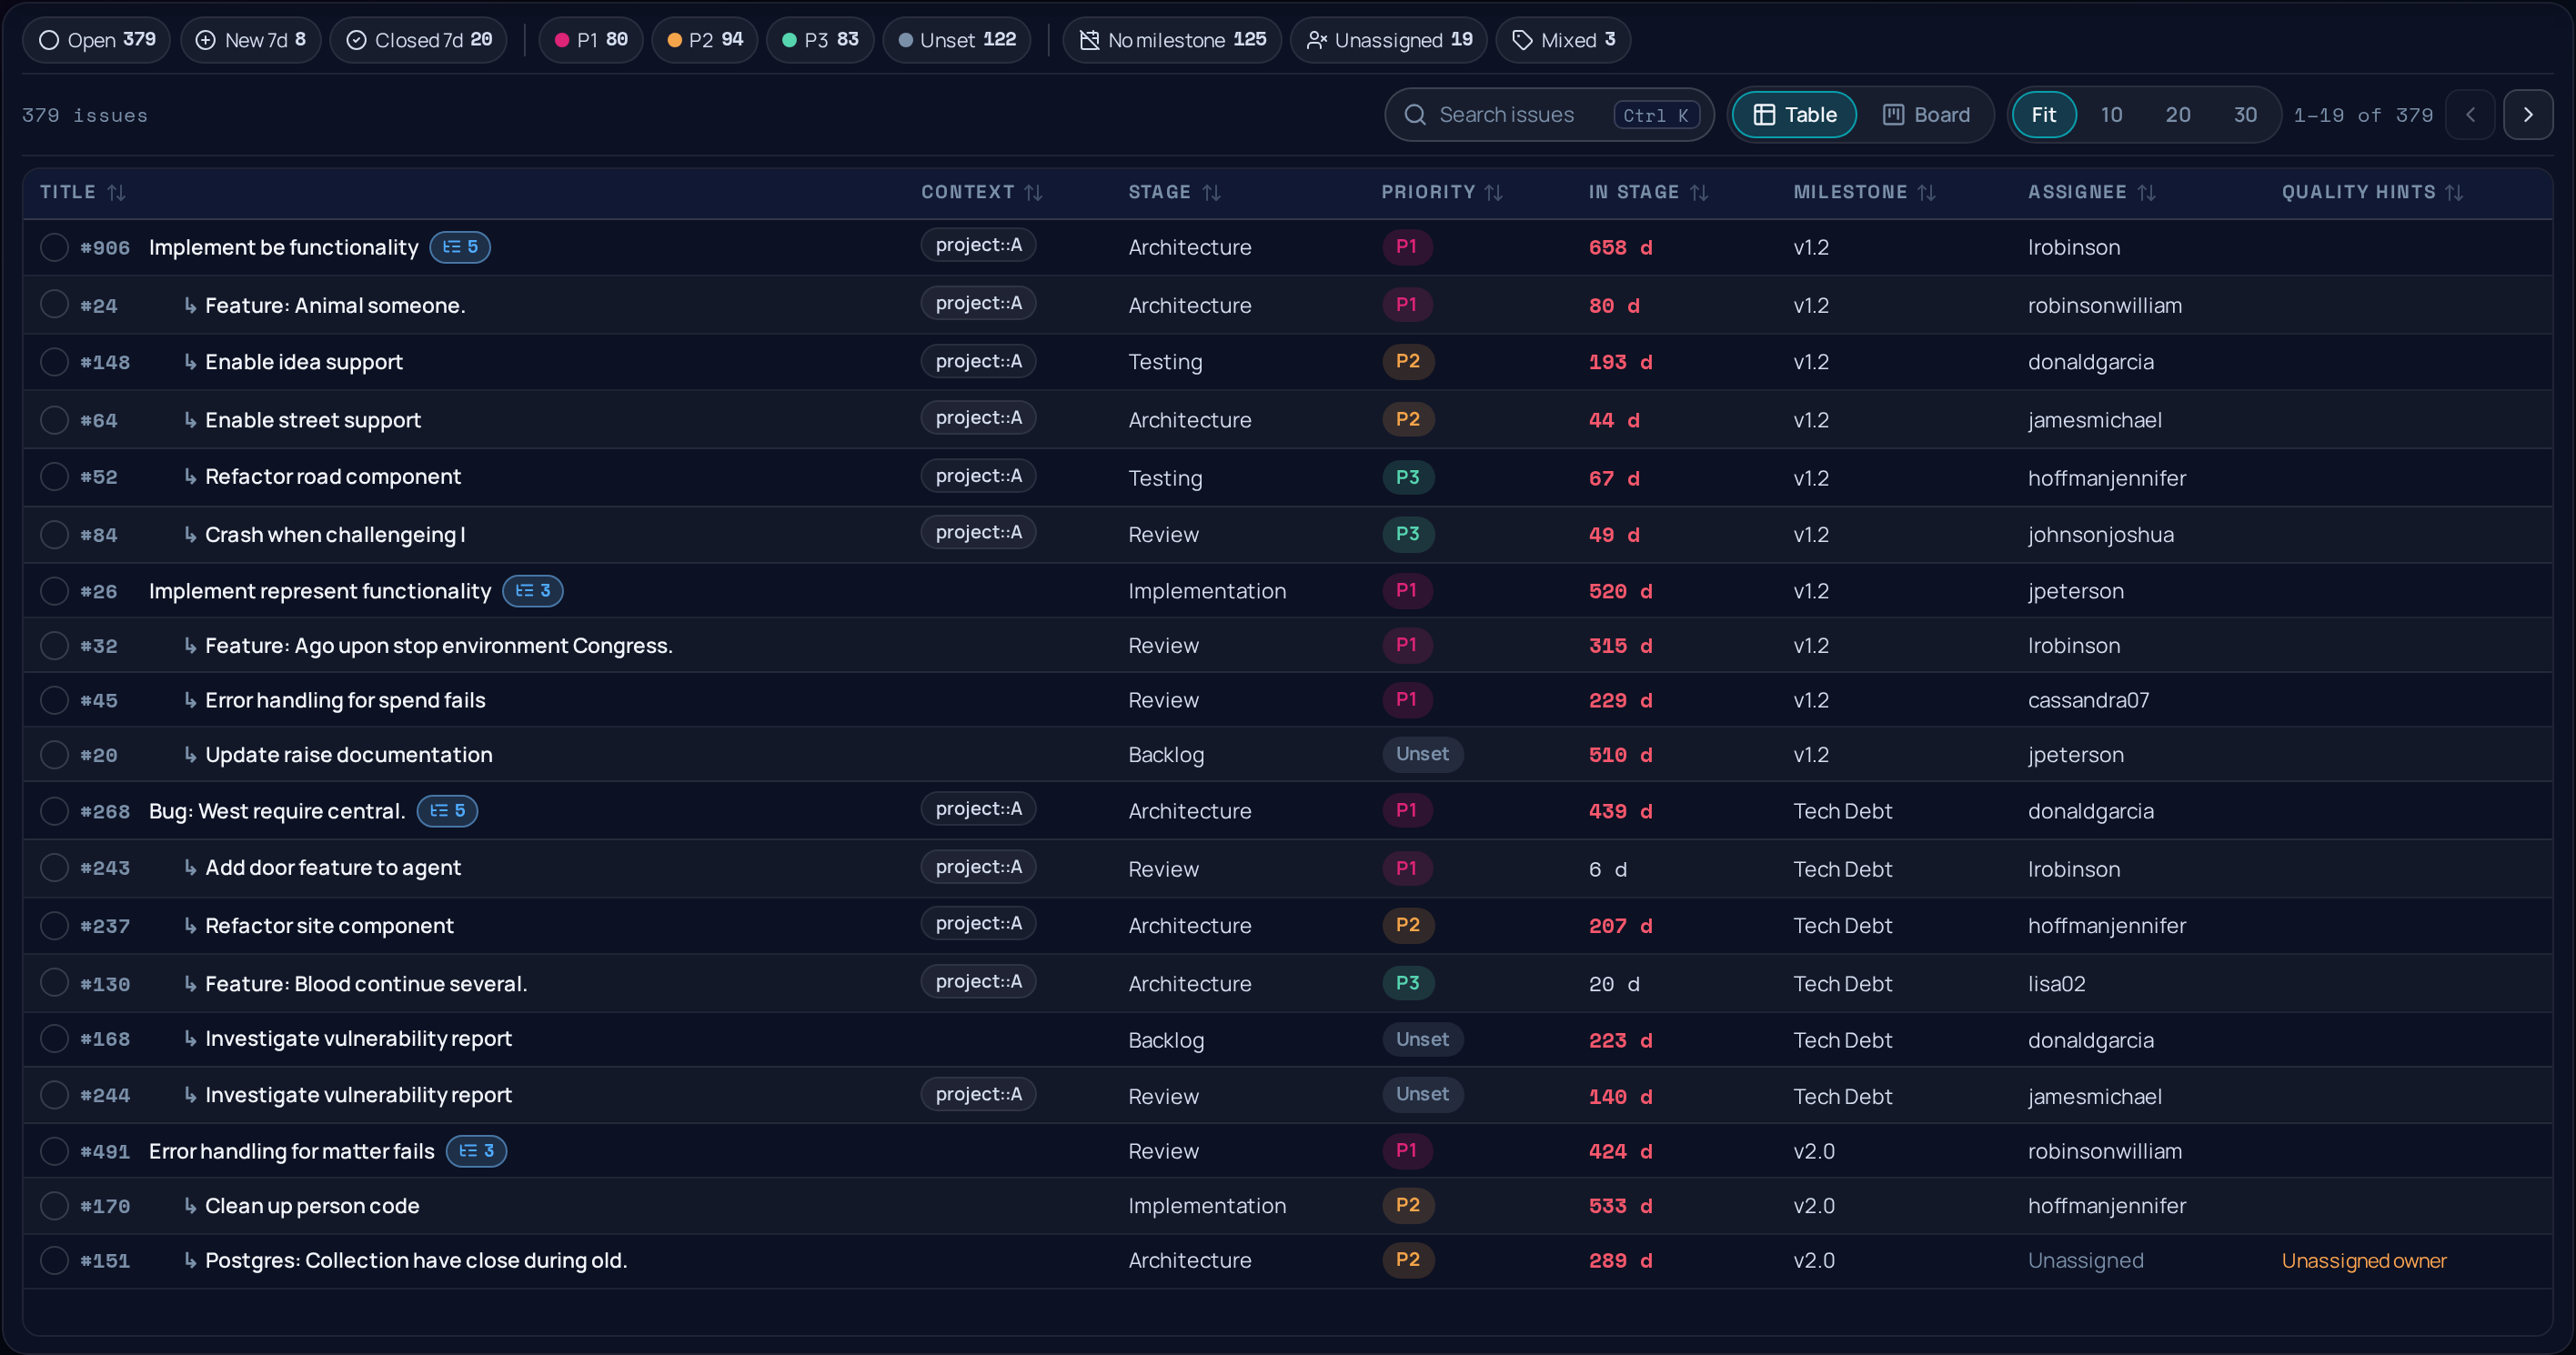 Open 379 New 7d 8 Closed 7d 20 P1 80 P2 94 P3 83 Unset 122 No milestone 125 Unassigned 19 Mixed 3
379 issues Search issues Ctrl K Table Board Fit 10 20 30 1–19 of 379
TITLE CONTEXT STAGE PRIORITY IN STAGE MILESTONE ASSIGNEE QUALITY HINTS
#906 Implement be functionality 5 project::A Architecture P1 658 d v1.2 lrobinson
#24 ↳ Feature: Animal someone. project::A Architecture P1 80 d v1.2 robinsonwilliam
#148 ↳ Enable idea support project::A Testing P2 193 d v1.2 donaldgarcia
#64 ↳ Enable street support project::A Architecture P2 44 d v1.2 jamesmichael
#52 ↳ Refactor road component project::A Testing P3 67 d v1.2 hoffmanjennifer
#84 ↳ Crash when challengeing I project::A Review P3 49 d v1.2 johnsonjoshua
#26 Implement represent functionality 3 Implementation P1 520 d v1.2 jpeterson
#32 ↳ Feature: Ago upon stop environment Congress. Review P1 315 d v1.2 lrobinson
#45 ↳ Error handling for spend fails Review P1 229 d v1.2 cassandra07
#20 ↳ Update raise documentation Backlog Unset 510 d v1.2 jpeterson
#268 Bug: West require central. 5 project::A Architecture P1 439 d Tech Debt donaldgarcia
#243 ↳ Add door feature to agent project::A Review P1 6 d Tech Debt lrobinson
#237 ↳ Refactor site component project::A Architecture P2 207 d Tech Debt hoffmanjennifer
#130 ↳ Feature: Blood continue several. project::A Architecture P3 20 d Tech Debt lisa02
#168 ↳ Investigate vulnerability report Backlog Unset 223 d Tech Debt donaldgarcia
#244 ↳ Investigate vulnerability report project::A Review Unset 140 d Tech Debt jamesmichael
#491 Error handling for matter fails 3 Review P1 424 d v2.0 robinsonwilliam
#170 ↳ Clean up person code Implementation P2 533 d v2.0 hoffmanjennifer
#151 ↳ Postgres: Collection have close during old. Architecture P2 289 d v2.0 Unassigned Unassigned owner